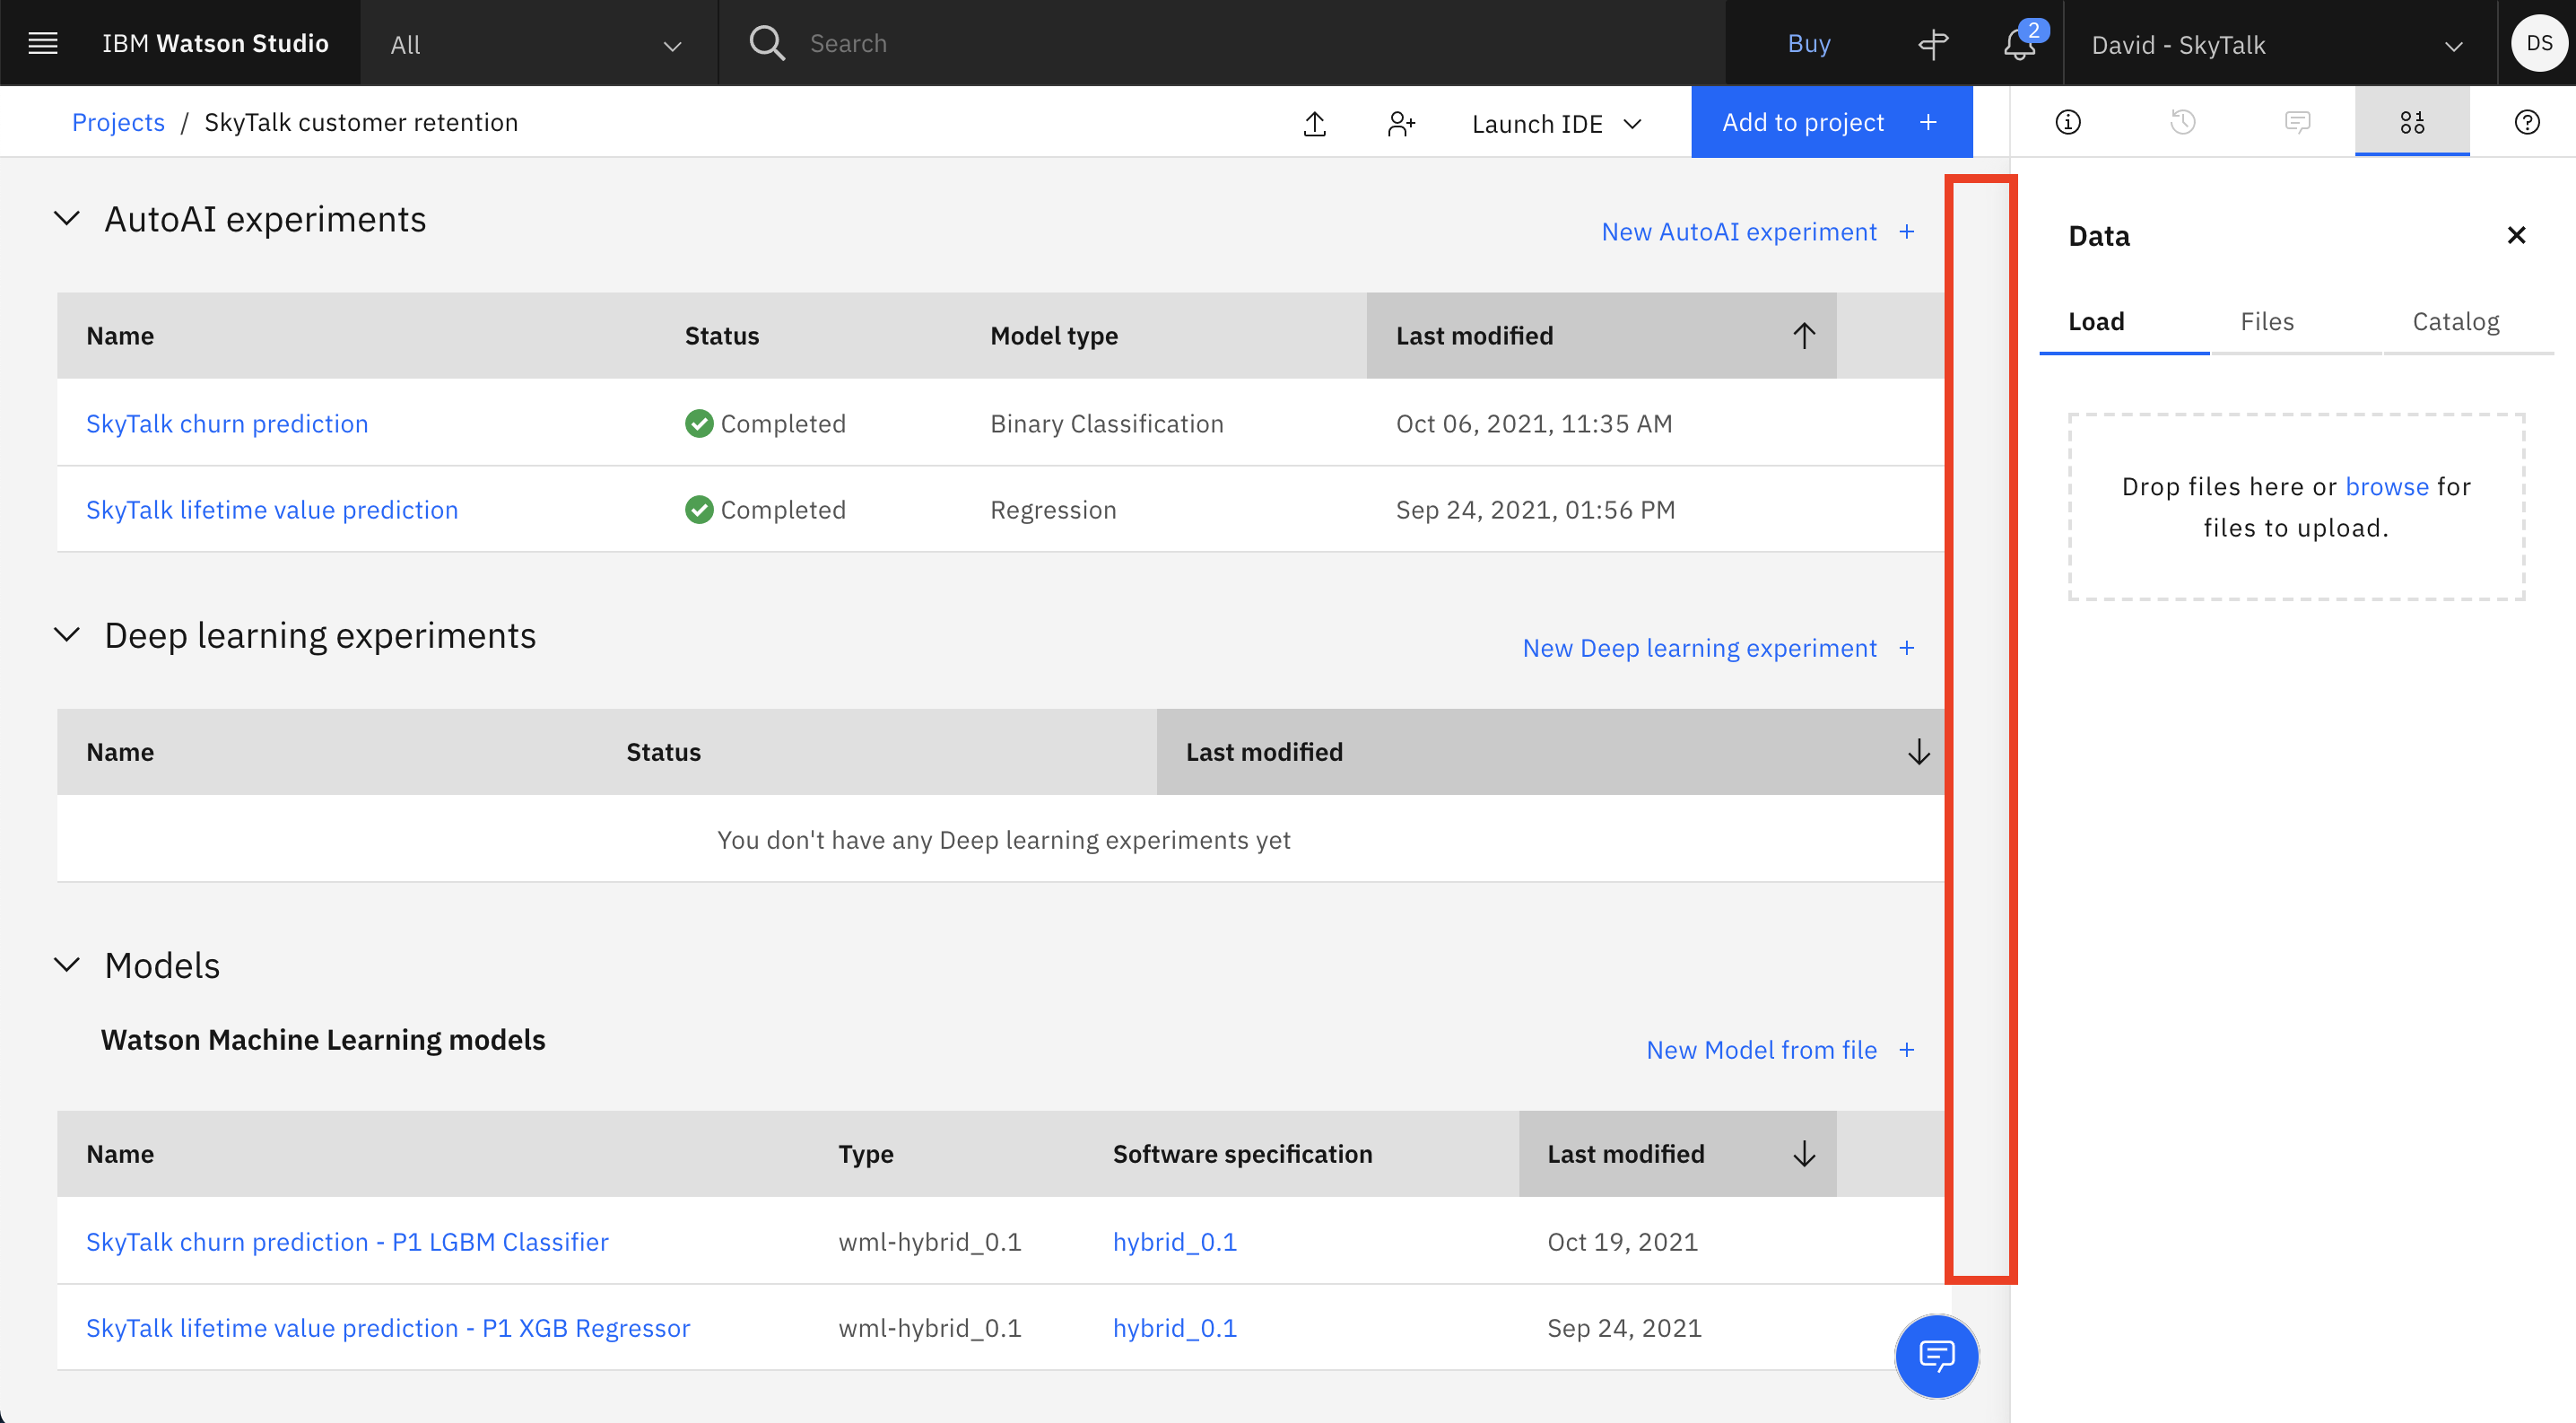 IBM Watson Studio
All
Search
Buy
2
David - SkyTalk
DS
Projects / SkyTalk customer retention
Launch IDE
Add to project +
AutoAI experiments
New AutoAI experiment +
Name Status Model type Last modified
SkyTalk churn prediction Completed Binary Classification Oct 06, 2021, 11:35 AM
SkyTalk lifetime value prediction Completed Regression Sep 24, 2021, 01:56 PM
Deep learning experiments
New Deep learning experiment +
Name Status Last modified
You don't have any Deep learning experiments yet
Models
Watson Machine Learning models
New Model from file +
Name Type Software specification Last modified
SkyTalk churn prediction - P1 LGBM Classifier wml-hybrid_0.1 hybrid_0.1 Oct 19, 2021
SkyTalk lifetime value prediction - P1 XGB Regressor wml-hybrid_0.1 hybrid_0.1 Sep 24, 2021
Data
Load Files Catalog
Drop files here or browse for
files to upload.